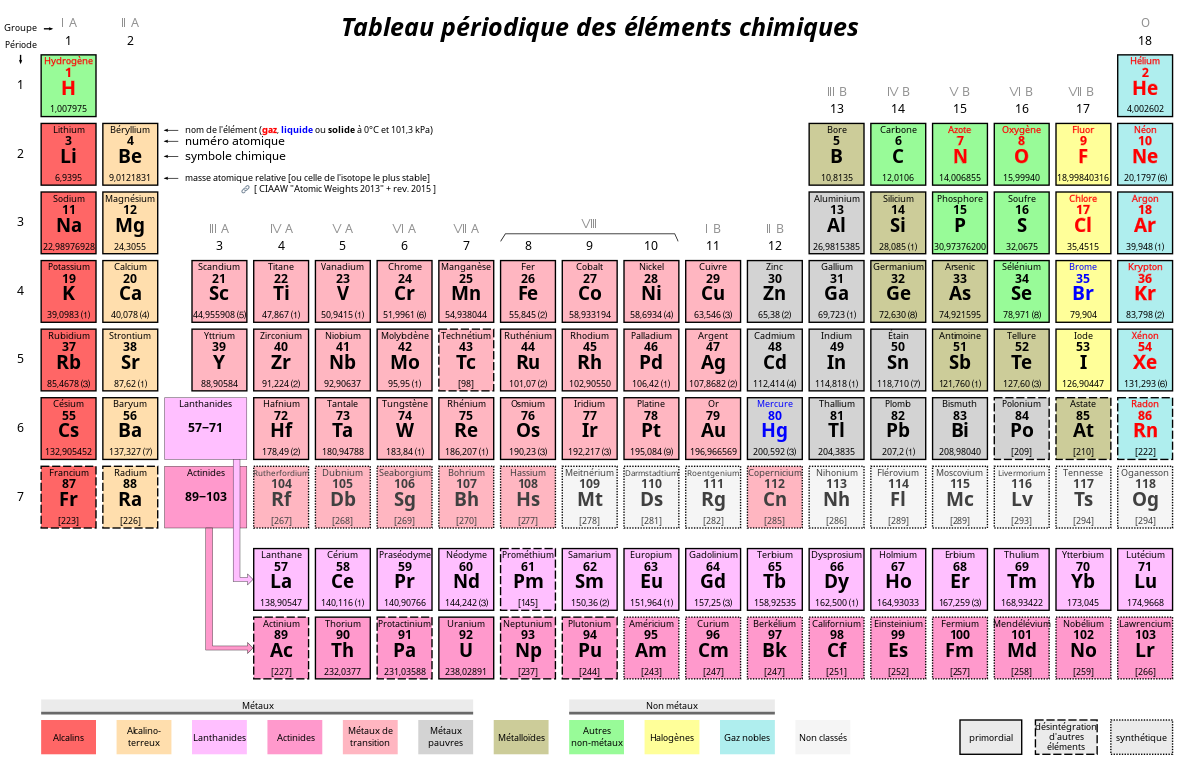 Tableau périodique des éléments chimiques
Groupe I A II A O
1 2 18
Période
1
Hydrogène Hélium
1 2
H He
1,007975 4,002602
III B IV B V B VI B VII B
13 14 15 16 17
2
Lithium Béryllium Bore Carbone Azote Oxygène Fluor Néon
3 4 5 6 7 8 9 10
Li Be B C N O F Ne
6,9395 9,0121831 10,8135 12,0106 14,006855 15,99940 18,99840316 20,1797 (6)
nom de l'élément (gaz, liquide ou solide à 0°C et 101,3 kPa)
numéro atomique
symbole chimique
masse atomique relative [ou celle de l'isotope le plus stable]
[ CIAAW "Atomic Weights 2013" + rev. 2015 ]
3
Sodium Magnésium Aluminium Silicium Phosphore Soufre Chlore Argon
11 12 13 14 15 16 17 18
Na Mg Al Si P S Cl Ar
22,98976928 24,3055 26,9815385 28,085 (1) 30,97376200 32,0675 35,4515 39,948 (1)
III A IV A V A VI A VII A VIII I B II B
3 4 5 6 7 8 9 10 11 12
4
Potassium Calcium Scandium Titane Vanadium Chrome Manganèse Fer Cobalt Nickel Cuivre Zinc Gallium Germanium Arsenic Sélénium Brome Krypton
19 20 21 22 23 24 25 26 27 28 29 30 31 32 33 34 35 36
K Ca Sc Ti V Cr Mn Fe Co Ni Cu Zn Ga Ge As Se Br Kr
39,0983 (1) 40,078 (4) 44,955908 (5) 47,867 (1) 50,9415 (1) 51,9961 (6) 54,938044 55,845 (2) 58,933194 58,6934 (4) 63,546 (3) 65,38 (2) 69,723 (1) 72,630 (8) 74,921595 78,971 (8) 79,904 83,798 (2)
5
Rubidium Strontium Yttrium Zirconium Niobium Molybdène Technétium Ruthénium Rhodium Palladium Argent Cadmium Indium Étain Antimoine Tellure Iode Xénon
37 38 39 40 41 42 43 44 45 46 47 48 49 50 51 52 53 54
Rb Sr Y Zr Nb Mo Tc Ru Rh Pd Ag Cd In Sn Sb Te I Xe
85,4678 (3) 87,62 (1) 88,90584 91,224 (2) 92,90637 95,95 (1) [98] 101,07 (2) 102,90550 106,42 (1) 107,8682 (2) 112,414 (4) 114,818 (1) 118,710 (7) 121,760 (1) 127,60 (3) 126,90447 131,293 (6)
6
Césium Baryum Lanthanides Hafnium Tantale Tungstène Rhénium Osmium Iridium Platine Or Mercure Thallium Plomb Bismuth Polonium Astate Radon
55 56 57–71 72 73 74 75 76 77 78 79 80 81 82 83 84 85 86
Cs Ba Hf Ta W Re Os Ir Pt Au Hg Tl Pb Bi Po At Rn
132,905452 137,327 (7) 178,49 (2) 180,94788 183,84 (1) 186,207 (1) 190,23 (3) 192,217 (3) 195,084 (9) 196,966569 200,592 (3) 204,3835 207,2 (1) 208,98040 [209] [210] [222]
7
Francium Radium Actinides Rutherfordium Dubnium Seaborgium Bohrium Hassium Meitnérium Darmstadtium Roentgenium Copernicium Nihonium Flérovium Moscovium Livermorium Tennesse Oganesson
87 88 89–103 104 105 106 107 108 109 110 111 112 113 114 115 116 117 118
Fr Ra Rf Db Sg Bh Hs Mt Ds Rg Cn Nh Fl Mc Lv Ts Og
[223] [226] [267] [268] [269] [270] [277] [278] [281] [282] [285] [286] [289] [289] [293] [294] [294]
Lanthane Cérium Praséodyme Néodyme Prométhium Samarium Europium Gadolinium Terbium Dysprosium Holmium Erbium Thulium Ytterbium Lutécium
57 58 59 60 61 62 63 64 65 66 67 68 69 70 71
La Ce Pr Nd Pm Sm Eu Gd Tb Dy Ho Er Tm Yb Lu
138,90547 140,116 (1) 140,90766 144,242 (3) [145] 150,36 (2) 151,964 (1) 157,25 (3) 158,92535 162,500 (1) 164,93033 167,259 (3) 168,93422 173,045 174,9668
Actinium Thorium Protactinium Uranium Neptunium Plutonium Américium Curium Berkélium Californium Einsteinium Fermium Mendélévium Nobélium Lawrencium
89 90 91 92 93 94 95 96 97 98 99 100 101 102 103
Ac Th Pa U Np Pu Am Cm Bk Cf Es Fm Md No Lr
[227] 232,0377 231,03588 238,02891 [237] [244] [243] [247] [247] [251] [252] [257] [258] [259] [266]
Métaux Non métaux
Alcalins
Alcalino-
terreux
Lanthanides
Actinides
Métaux de
transition
Métaux
pauvres
Métalloïdes
Autres
non-métaux
Halogènes
Gaz nobles
Non classés
primordial
désintégration
d'autres
éléments
synthétique